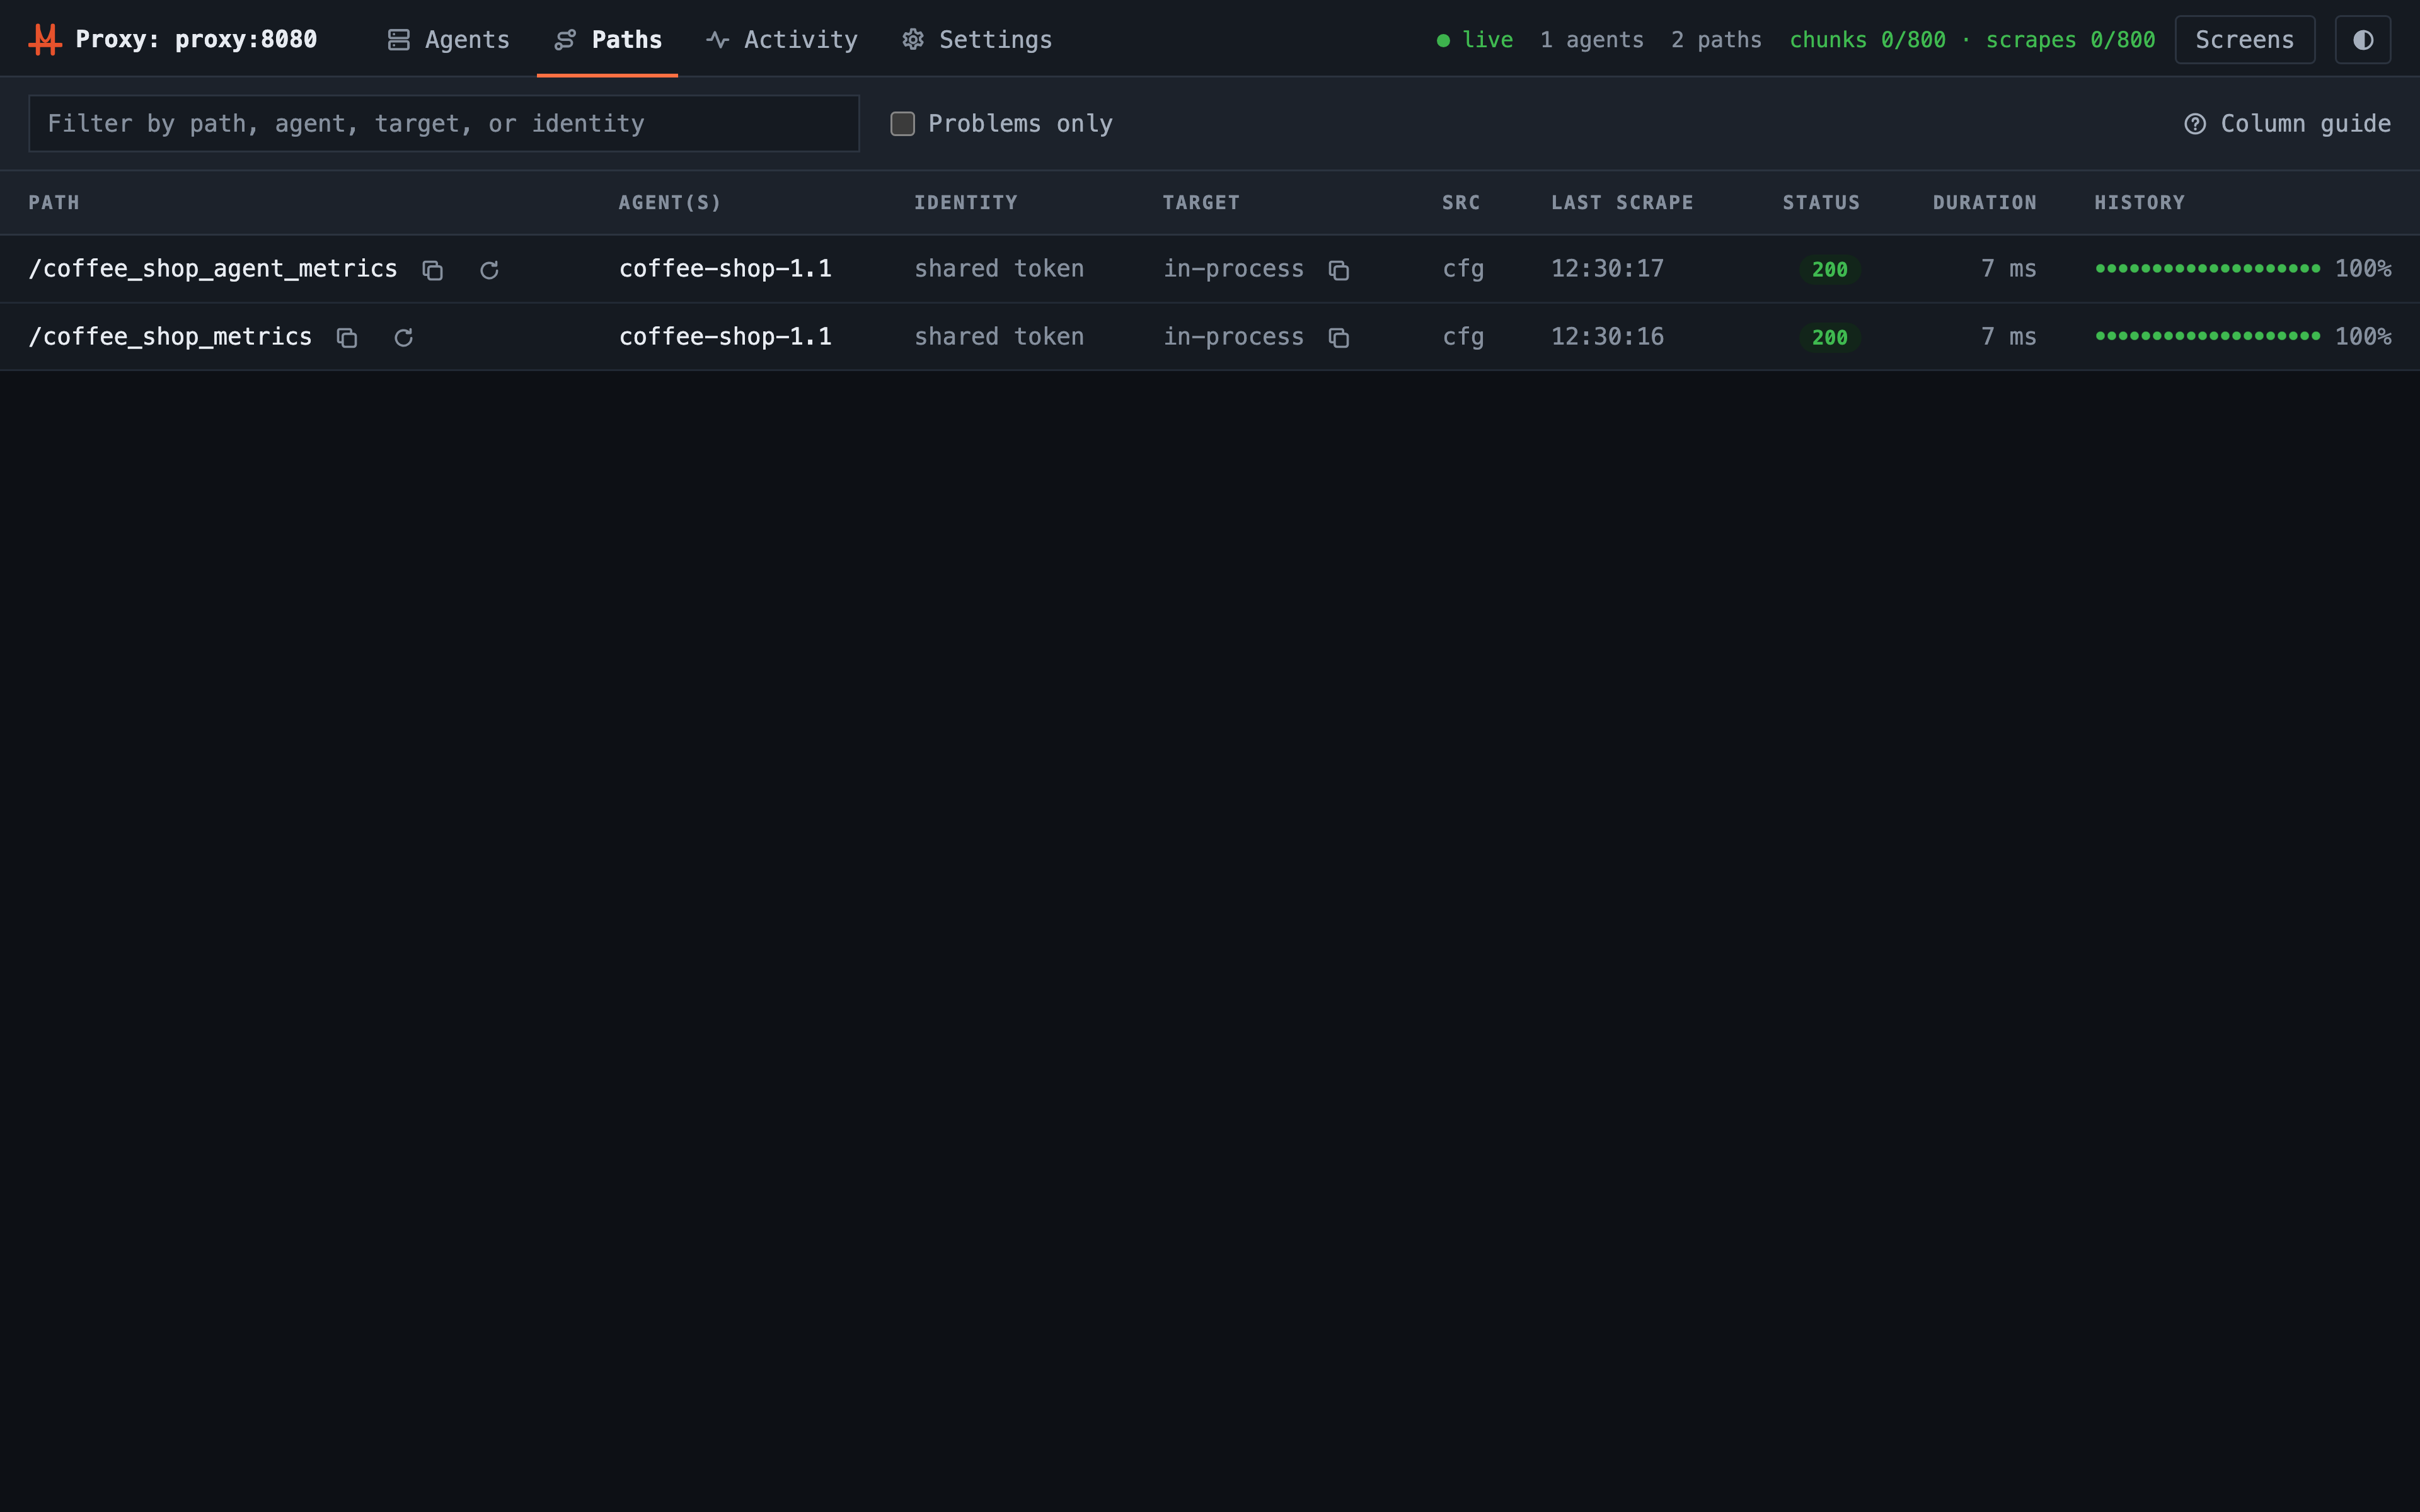 Proxy: proxy:8080 Agents Paths Activity Settings live 1 agents 2 paths chunks 0/800 · scrapes 0/800 Screens
Filter by path, agent, target, or identity Problems only Column guide
PATH AGENT(S) IDENTITY TARGET SRC LAST SCRAPE STATUS DURATION HISTORY
/coffee_shop_agent_metrics coffee-shop-1.1 shared token in-process cfg 12:30:17 200 7 ms 100%
/coffee_shop_metrics coffee-shop-1.1 shared token in-process cfg 12:30:16 200 7 ms 100%